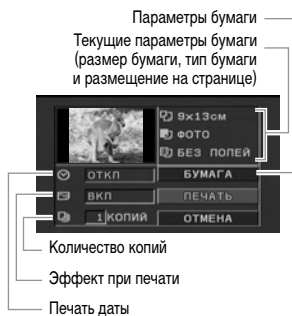 Параметры бумаги
Текущие параметры бумаги
(размер бумаги, тип бумаги
и размещение на странице)
9x13см
ФОТО
БЕЗ ПОЛЕЙ
ОТКЛ
БУМАГА
ВКЛ
ПЕЧАТЬ
1 КОПИЙ
ОТМЕНА
Количество копий
Эффект при печати
Печать даты